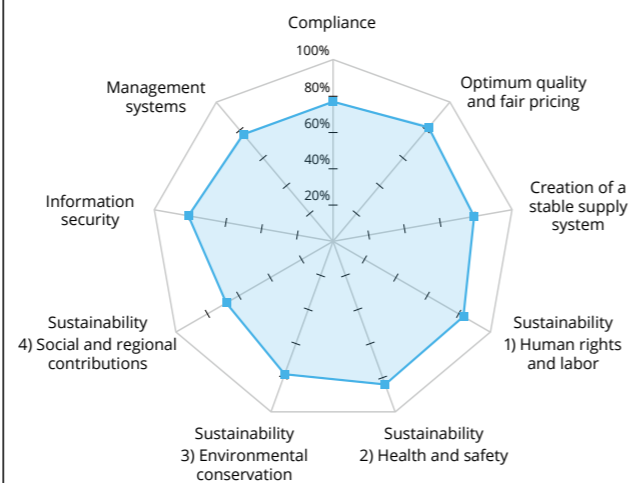 Compliance
100%
80%
60%
40%
20%
Optimum quality
and fair pricing
Creation of a
stable supply
system
Sustainability
1) Human rights
and labor
Sustainability
2) Health and safety
Sustainability
3) Environmental
conservation
Sustainability
4) Social and regional
contributions
Information
security
Management
systems